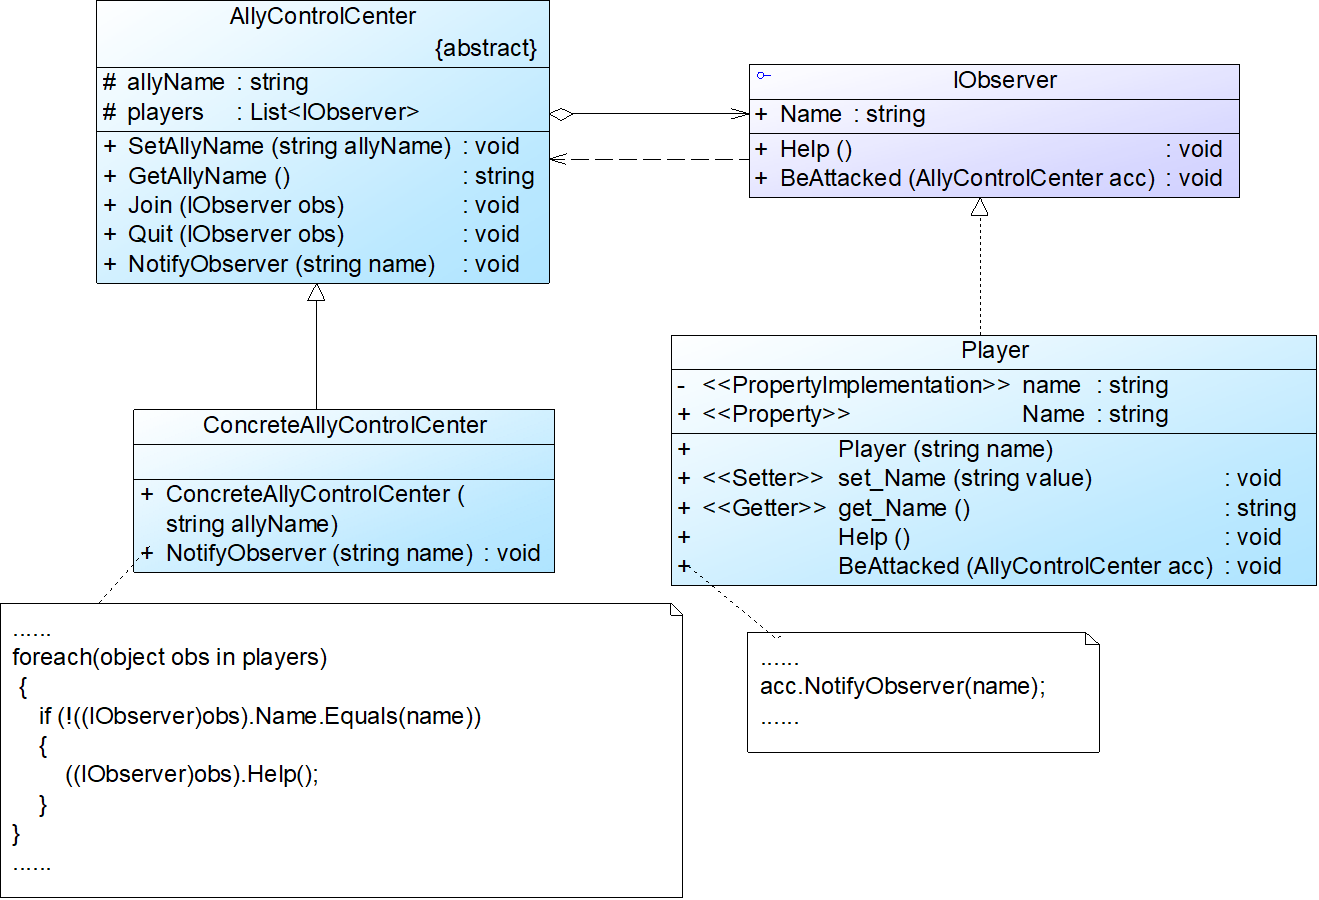 AllyControlCenter
{abstract}
# allyName : string
# players : List<IObserver>
+ SetAllyName (string allyName) : void
+ GetAllyName () : string
+ Join (IObserver obs) : void
+ Quit (IObserver obs) : void
+ NotifyObserver (string name) : void
IObserver
+ Name : string
+ Help () : void
+ BeAttacked (AllyControlCenter acc) : void
ConcreteAllyControlCenter
+ ConcreteAllyControlCenter (
string allyName)
+ NotifyObserver (string name) : void
Player
- <<PropertyImplementation>> name : string
+ <<Property>> Name : string
+ Player (string name)
+ <<Setter>> set_Name (string value) : void
+ <<Getter>> get_Name () : string
+ Help () : void
+ BeAttacked (AllyControlCenter acc) : void
......
foreach(object obs in players)
{
if (!((IObserver)obs).Name.Equals(name))
{
((IObserver)obs).Help();
}
}
......
......
acc.NotifyObserver(name);
......